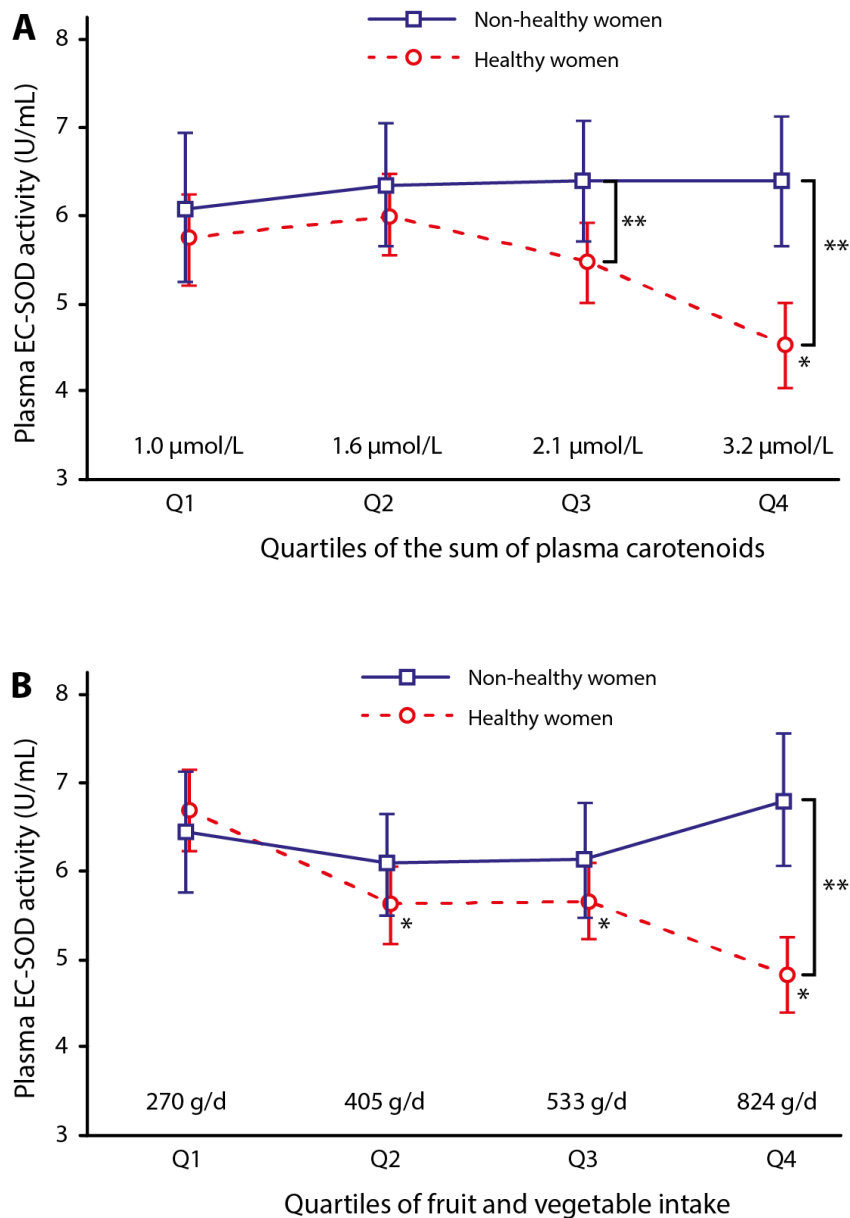 A
Non-healthy women
Healthy women
Plasma EC-SOD activity (U/mL)
8
7
6
5
4
3
**
**
*
1.0 µmol/L 1.6 µmol/L 2.1 µmol/L 3.2 µmol/L
Q1 Q2 Q3 Q4
Quartiles of the sum of plasma carotenoids
B
Non-healthy women
Healthy women
Plasma EC-SOD activity (U/mL)
8
7
6
5
4
3
**
* * *
270 g/d 405 g/d 533 g/d 824 g/d
Q1 Q2 Q3 Q4
Quartiles of fruit and vegetable intake